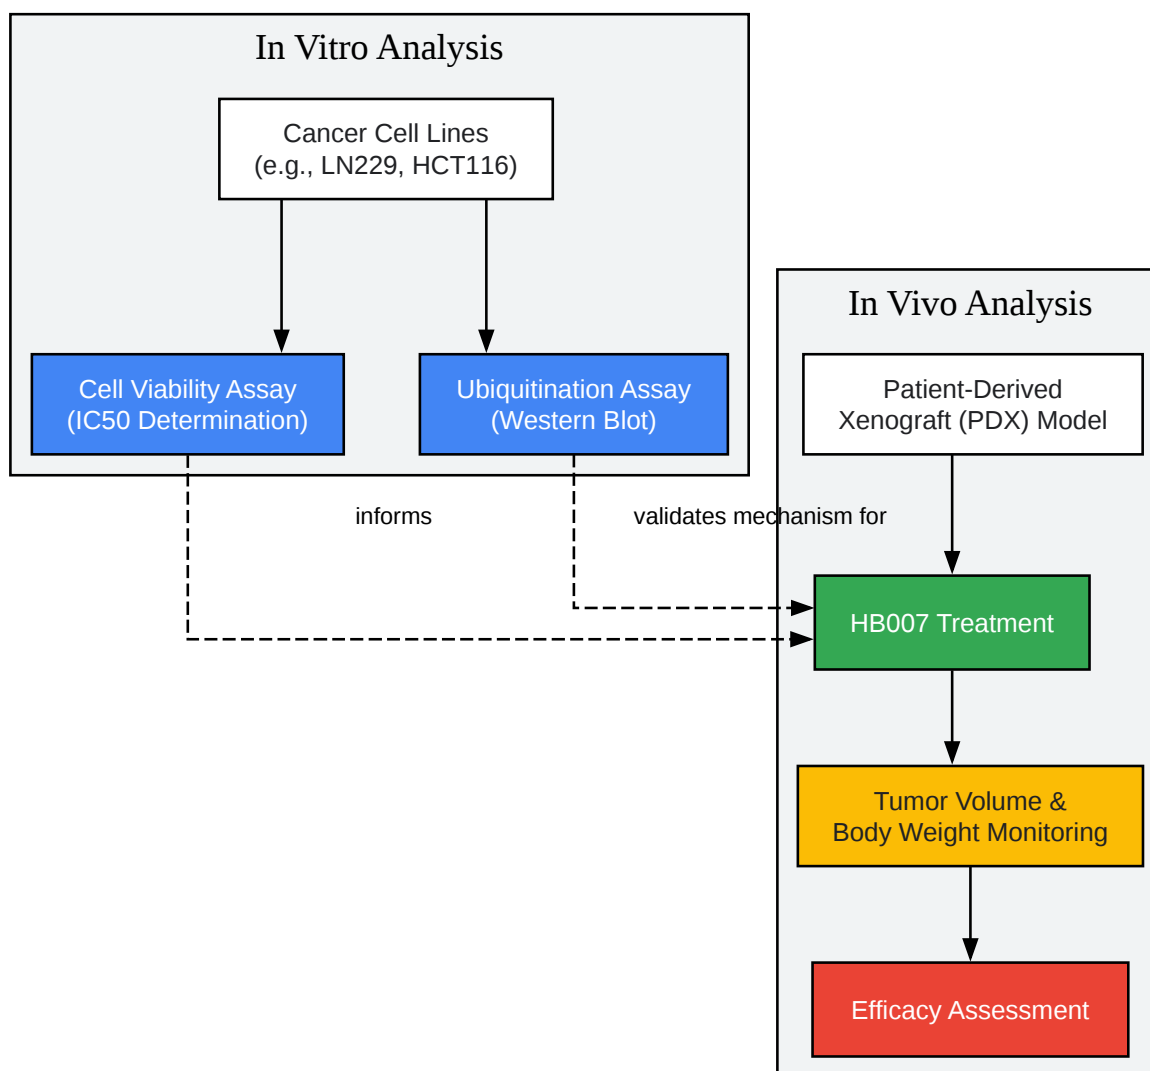 In Vitro Analysis
Cancer Cell Lines
(e.g., LN229, HCT116)
Cell Viability Assay
(IC50 Determination)
Ubiquitination Assay
(Western Blot)
informs
validates mechanism for
In Vivo Analysis
Patient-Derived
Xenograft (PDX) Model
HB007 Treatment
Tumor Volume &
Body Weight Monitoring
Efficacy Assessment